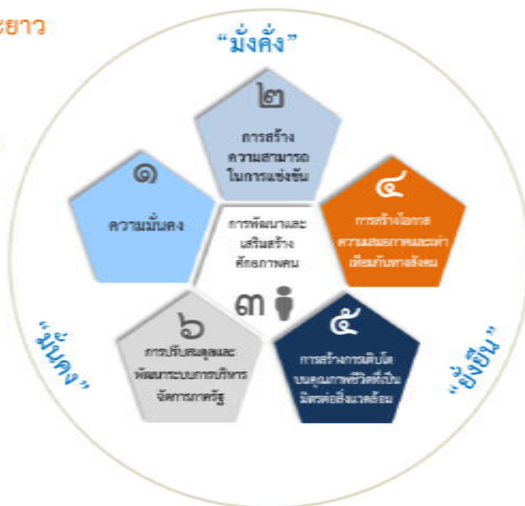 ะยาว
“มั่งคั่ง”
๒
การสร้าง
ความสามารถ
ในการแข่งขัน
๑
ความมั่นคง
การพัฒนาและ
เสริมสร้าง
ศักยภาพคน
๓
๔
การสร้างโอกาส
ความเสมอภาคและเท่า
เทียมกันทางสังคม
๖
การปรับสมดุลและ
พัฒนาระบบการบริหาร
จัดการภาครัฐ
๕
การสร้างการเติบโต
บนคุณภาพชีวิตที่เป็น
มิตรต่อสิ่งแวดล้อม
“มั่นคง”
“ยั่งยืน”